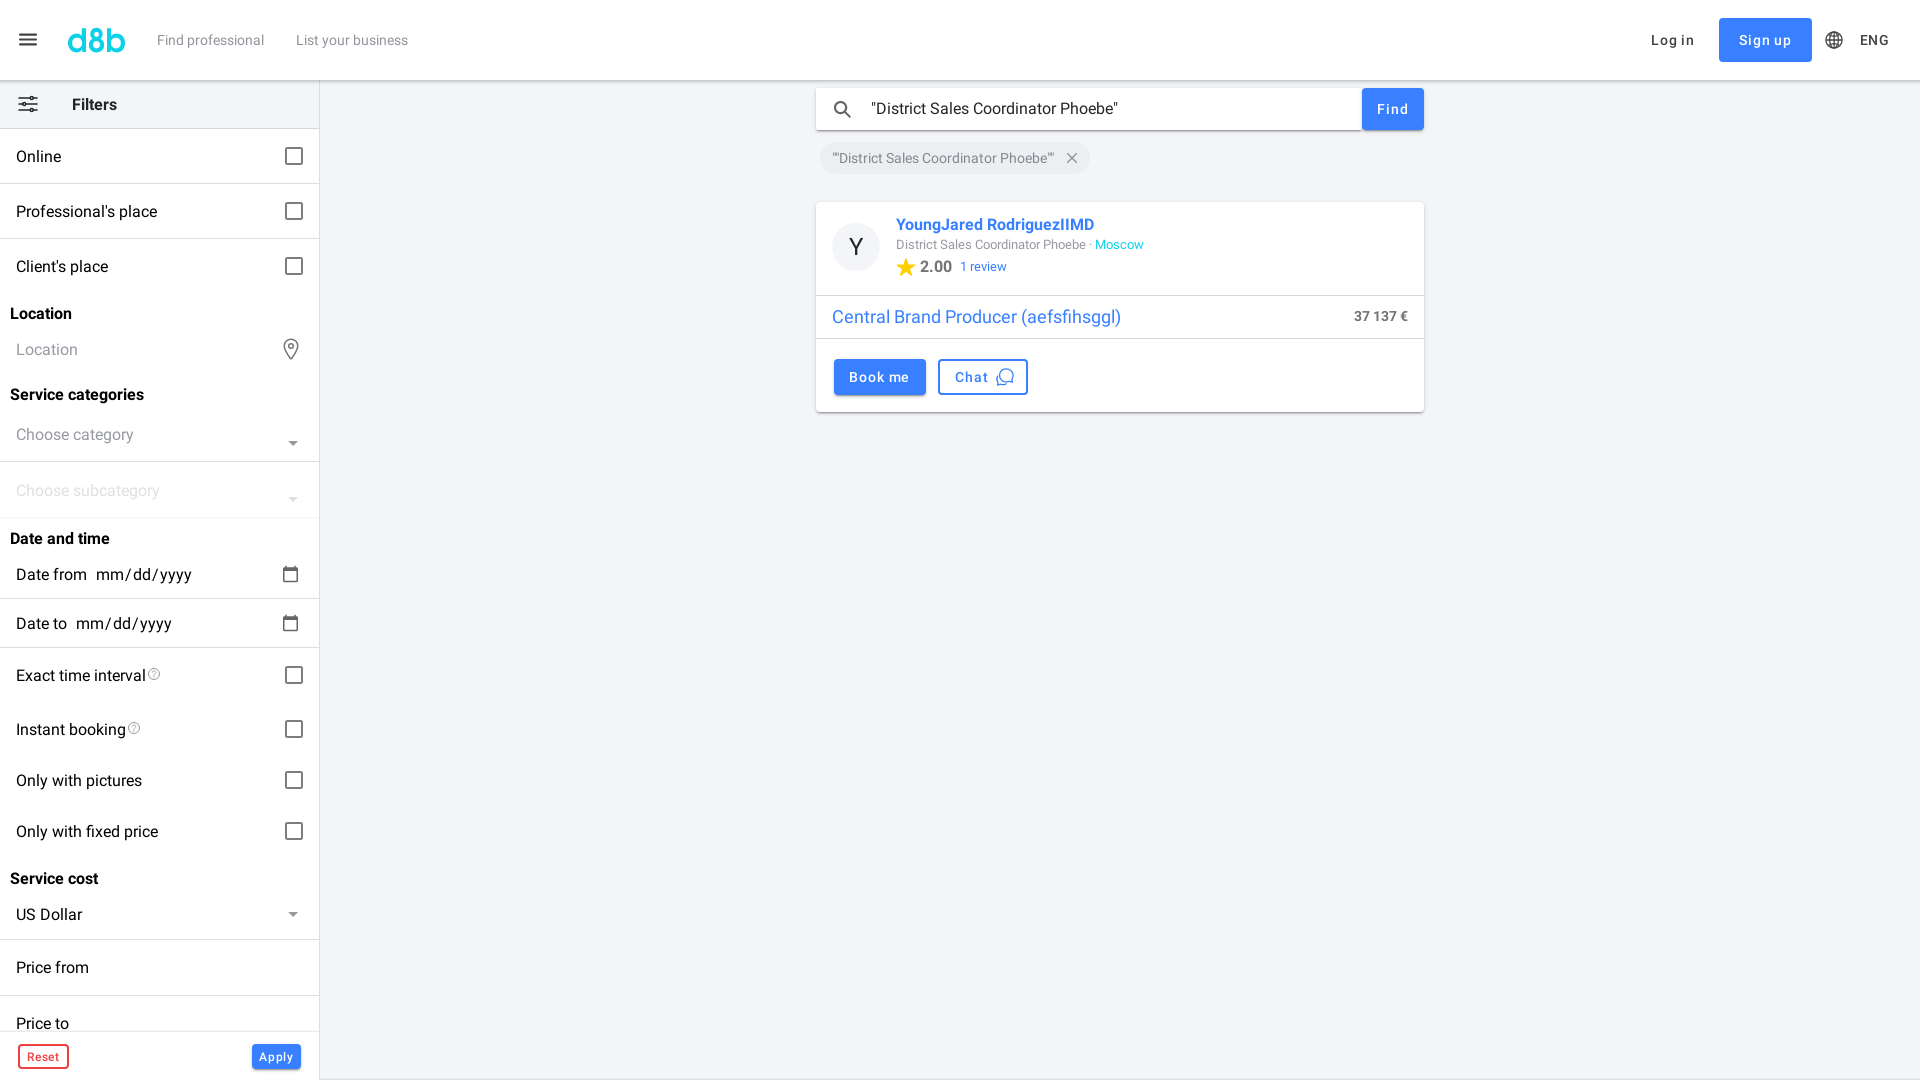 d8b
Find professional
List your business
Log in
Sign up
ENG
Filters
Online
Professional's place
Client's place
Location
Location
Service categories
Choose category
Choose subcategory
Date and time
Date from mm/dd/yyyy
Date to mm/dd/yyyy
Exact time interval
Instant booking
Only with pictures
Only with fixed price
Service cost
US Dollar
Price from
Price to
Reset
Apply
"District Sales Coordinator Phoebe"
Find
""District Sales Coordinator Phoebe""
Y
YoungJared RodriguezIIMD
District Sales Coordinator Phoebe · Moscow
2.00 1 review
Central Brand Producer (aefsfihsggl)
37 137 €
Book me
Chat